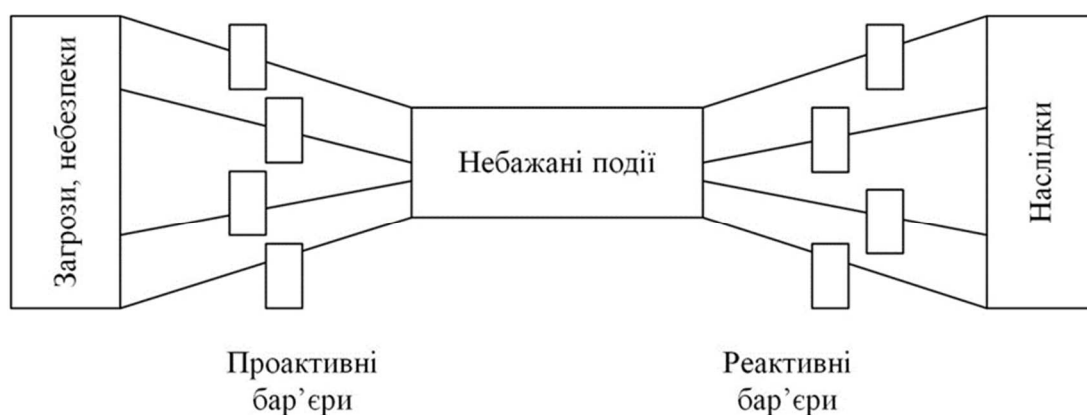 Загрози, небезпеки
Небажані події
Наслідки
Проактивні
бар’єри
Реактивні
бар’єри